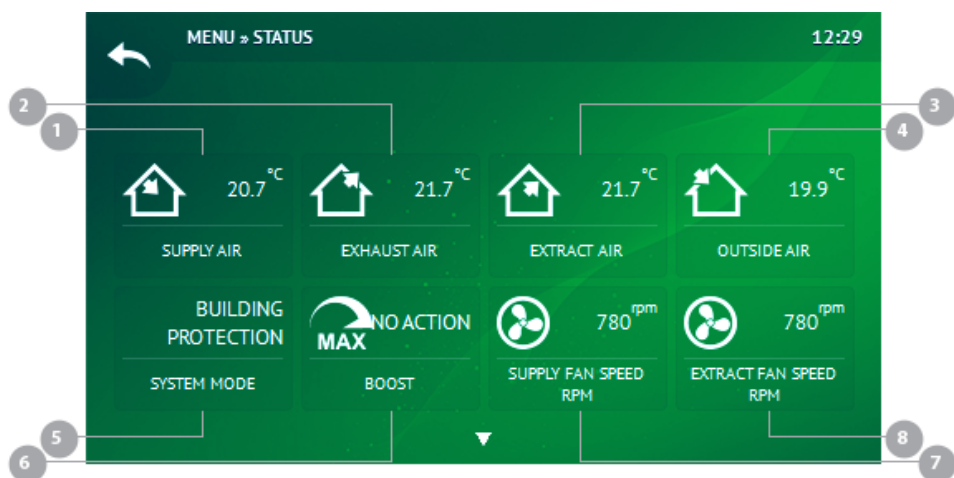 MENU » STATUS
12:29
2
1
3
4
20.7 °C
21.7 °C
21.7 °C
19.9 °C
SUPPLY AIR
EXHAUST AIR
EXTRACT AIR
OUTSIDE AIR
BUILDING
PROTECTION
SYSTEM MODE
MAX
NO ACTION
BOOST
780 rpm
SUPPLY FAN SPEED
RPM
780 rpm
EXTRACT FAN SPEED
RPM
5
6
8
7